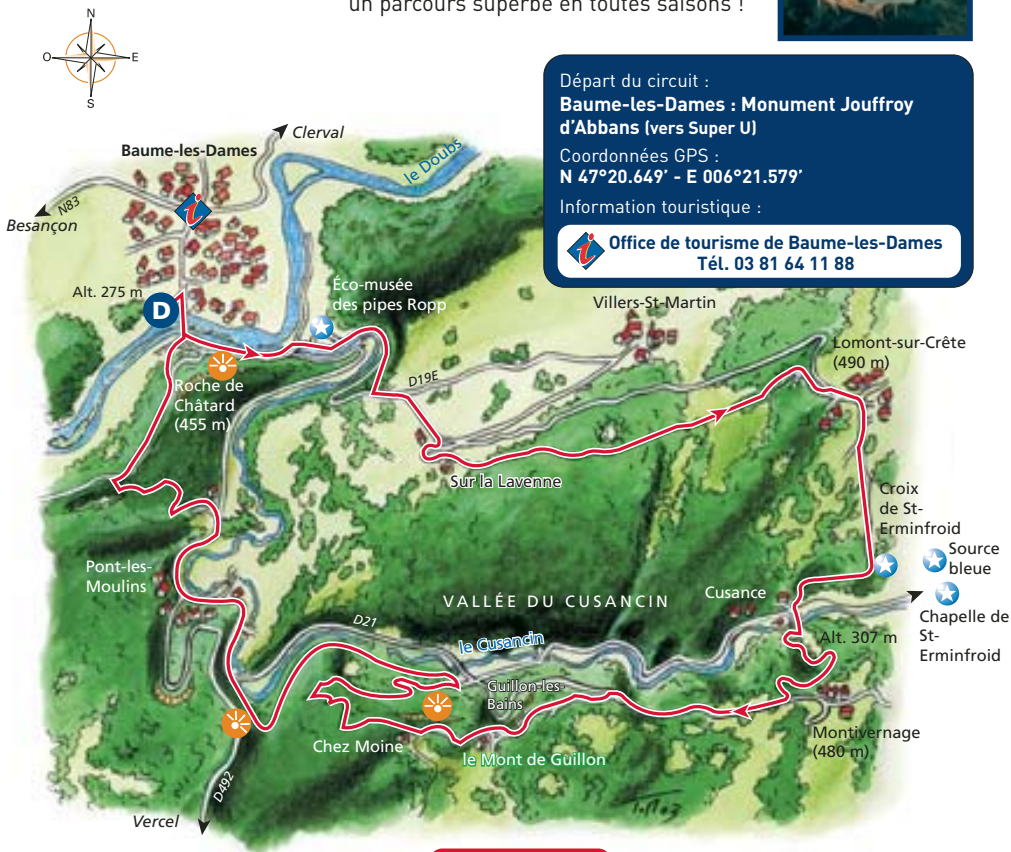 un parcours superbe en toutes saisons !
N
O
E
S
Départ du circuit :
Baume-les-Dames : Monument Jouffroy
d'Abbans (vers Super U)
Coordonnées GPS :
N 47°20.649’ - E 006°21.579’
Information touristique :
i
Office de tourisme de Baume-les-Dames
Tél. 03 81 64 11 88
Clerval
Baume-les-Dames
le Doubs
N83
i
Besançon
Alt. 275 m
D
Éco-musée
des pipes Ropp
Villers-St-Martin
Lomont-sur-Crête
(490 m)
D19E
Roche de
Châtard
(455 m)
Sur la Lavenne
Croix
de St-
Erminfroid
Source
bleue
Pont-les-
Moulins
VALLÉE DU CUSANCIN
Cusance
Chapelle de
St-
Erminfroid
D21
le Cusancin
Alt. 307 m
Guillon-les-
Bains
Chez Moine
le Mont de Guillon
Montivernage
(480 m)
D492
Vercel